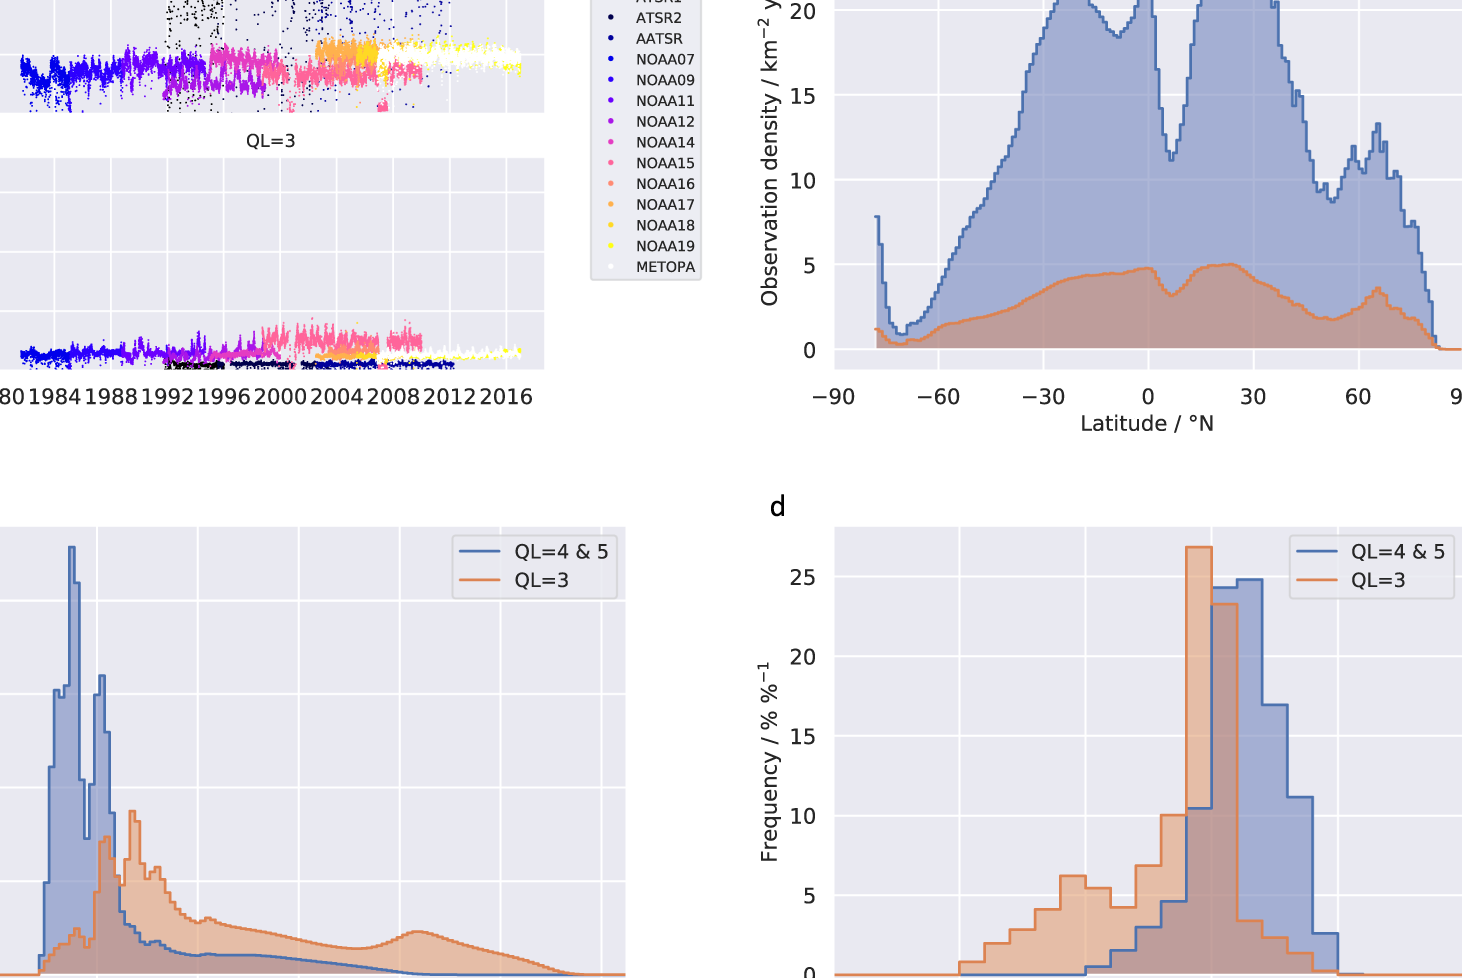 ATSR2
AATSR
NOAA07
NOAA09
NOAA11
NOAA12
NOAA14
NOAA15
NOAA16
NOAA17
NOAA18
NOAA19
METOPA
QL=3
80 1984 1988 1992 1996 2000 2004 2008 2012 2016
Observation density / km−2 y
20
15
10
5
0
−90 −60 −30 0 30 60 9
Latitude / °N
QL=4 & 5
QL=3
d
Frequency / % %−1
25
20
15
10
5
0
QL=4 & 5
QL=3